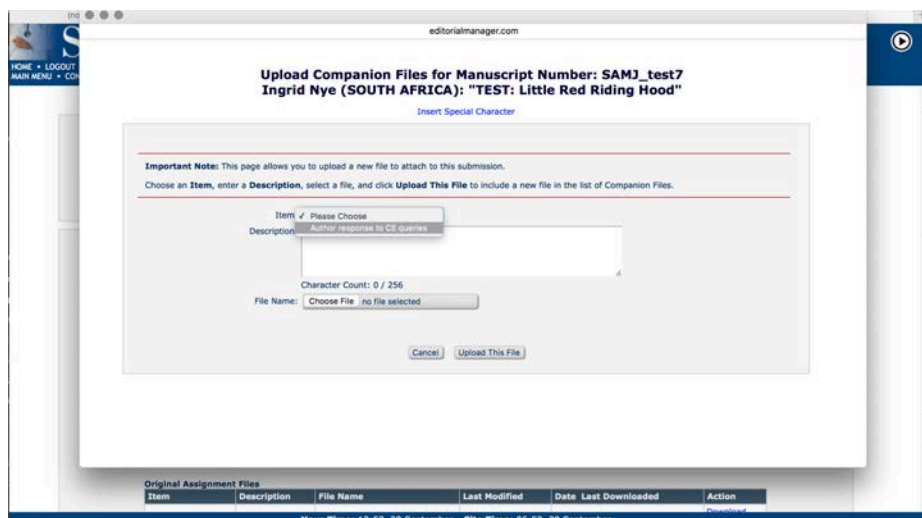 editorialmanager.com
S
HOME • LOGOUT
MAIN MENU •
Upload Companion Files for Manuscript Number: SAMJ_test7
Ingrid Nye (SOUTH AFRICA): "TEST: Little Red Riding Hood"
Insert Special Character
Important Note: This page allows you to upload a new file to attach to this submission.
Choose an Item, enter a Description, select a file, and click Upload This File to include a new file in the list of Companion Files.
Item ✓ Please Choose
Author response to CE queries
Description
Character Count: 0 / 256
File Name: Choose File no file selected
Cancel Upload This File
Original Assignment Files
Item Description File Name Last Modified Date Last Downloaded Action
Download